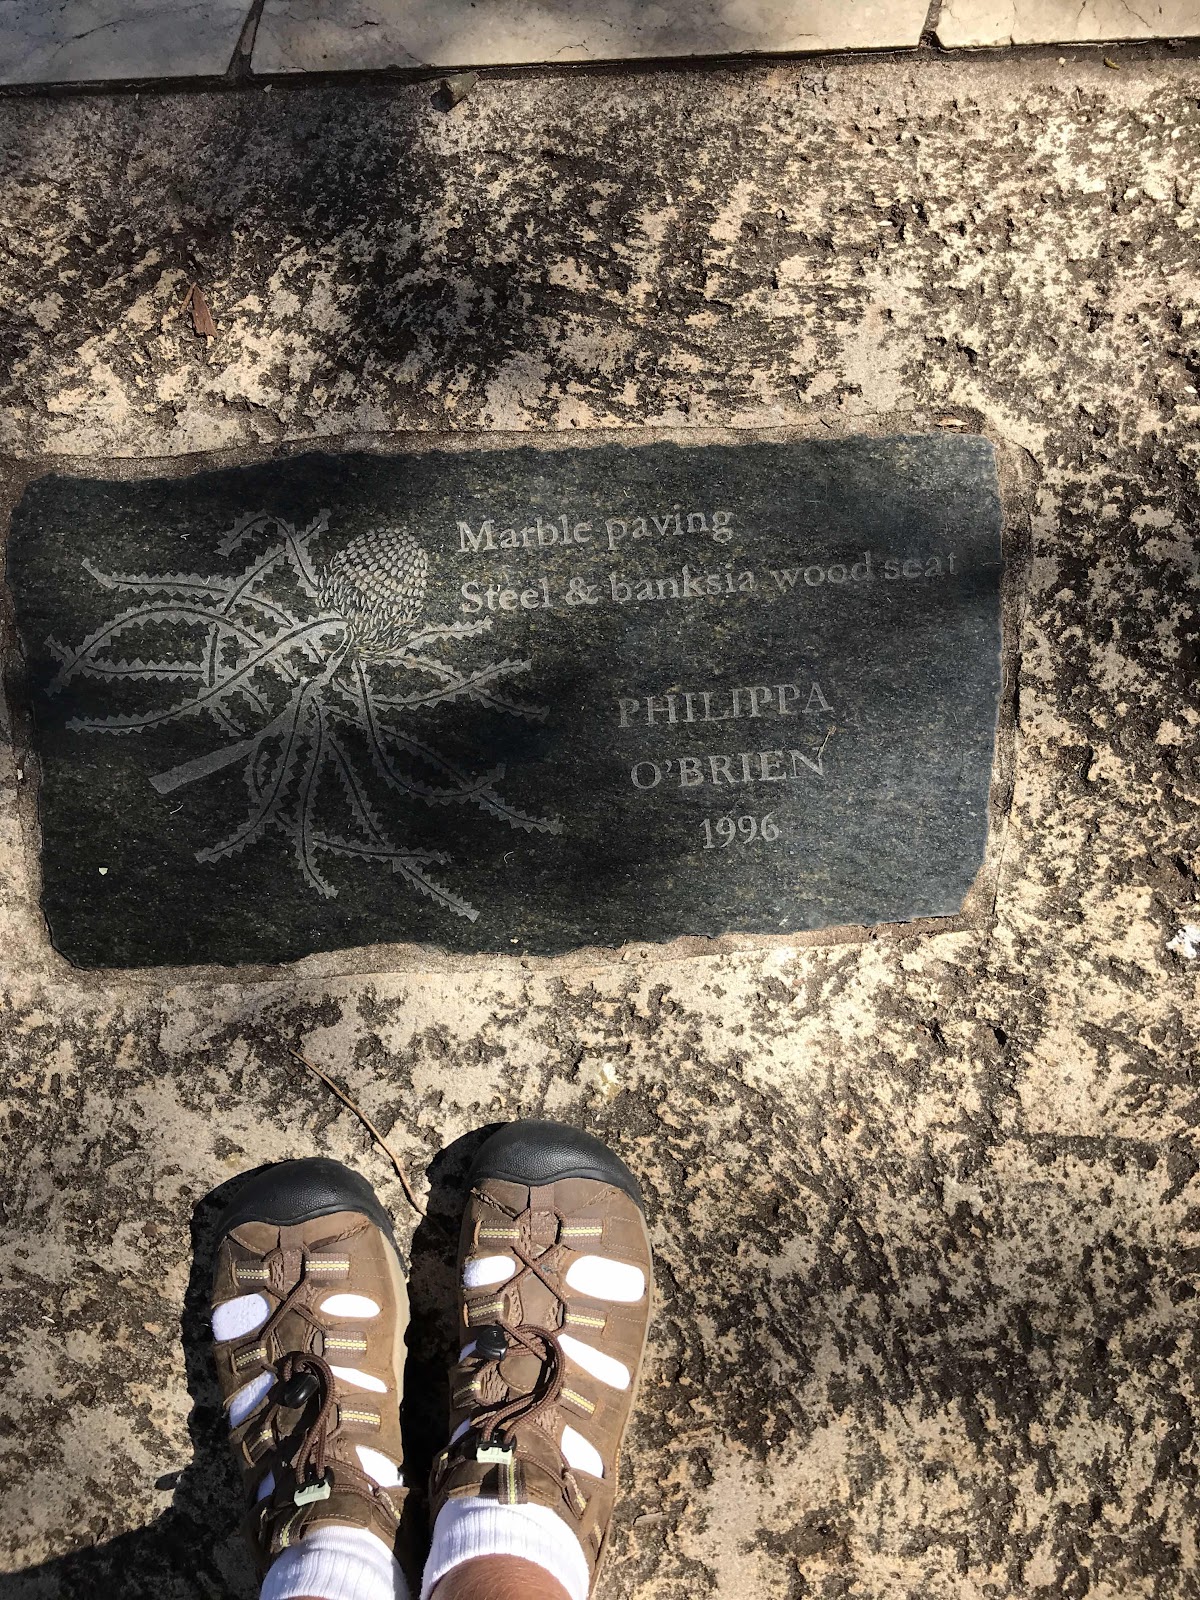 Marble paving
Steel & banksia wood seat
PHILIPPA
O'BRIEN
1996